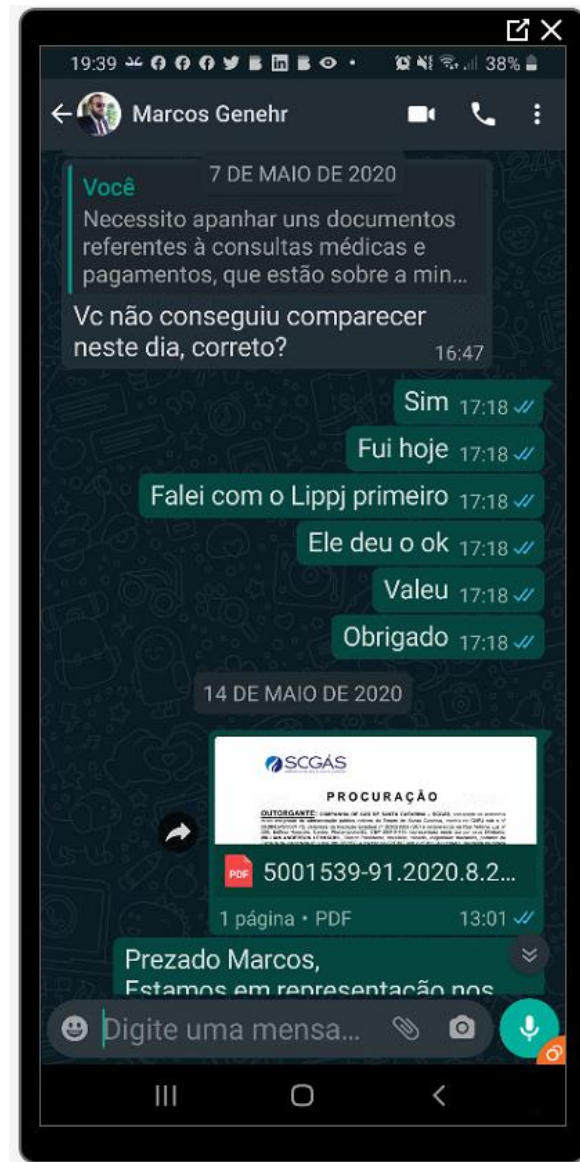 19:39
38%
Marcos Genehr
7 DE MAIO DE 2020
Você
Necessito apanhar uns documentos
referentes à consultas médicas e
pagamentos, que estão sobre a min...
Vc não conseguiu comparecer
neste dia, correto?
16:47
Sim 17:18
Fui hoje 17:18
Falei com o Lippj primeiro 17:18
Ele deu o ok 17:18
Valeu 17:18
Obrigado 17:18
14 DE MAIO DE 2020
SCGÁS
PROCURAÇÃO
OUTORGANTE:
PDF 5001539-91.2020.8.2...
1 página • PDF 13:01
Prezado Marcos,
Estamos em representação nos
Digite uma mensa...